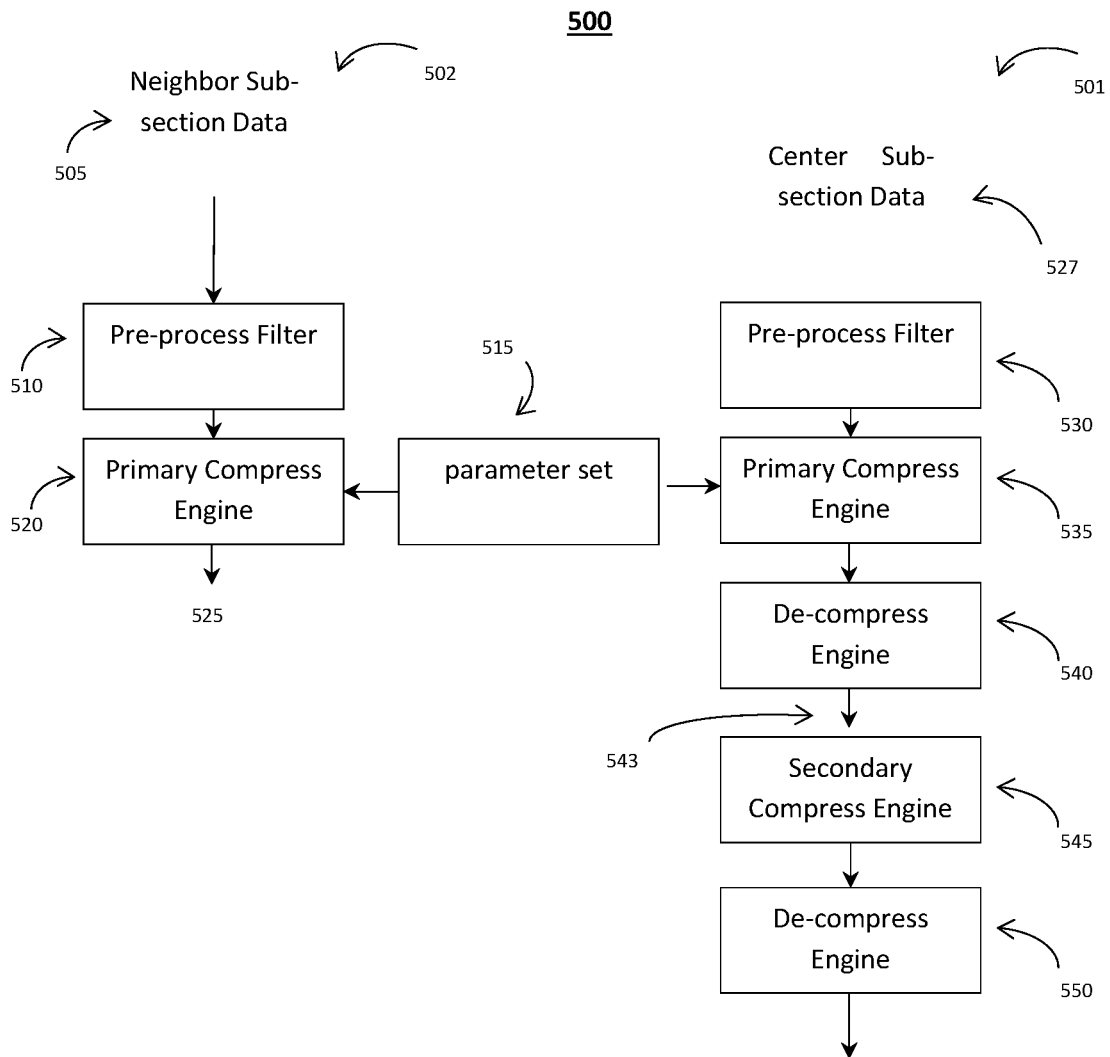 500
502
501
Neighbor Sub-
section Data
505
Center Sub-
section Data
527
Pre-process Filter
510
515
Pre-process Filter
530
Primary Compress
Engine
520
parameter set
Primary Compress
Engine
535
525
De-compress
Engine
540
543
Secondary
Compress Engine
545
De-compress
Engine
550